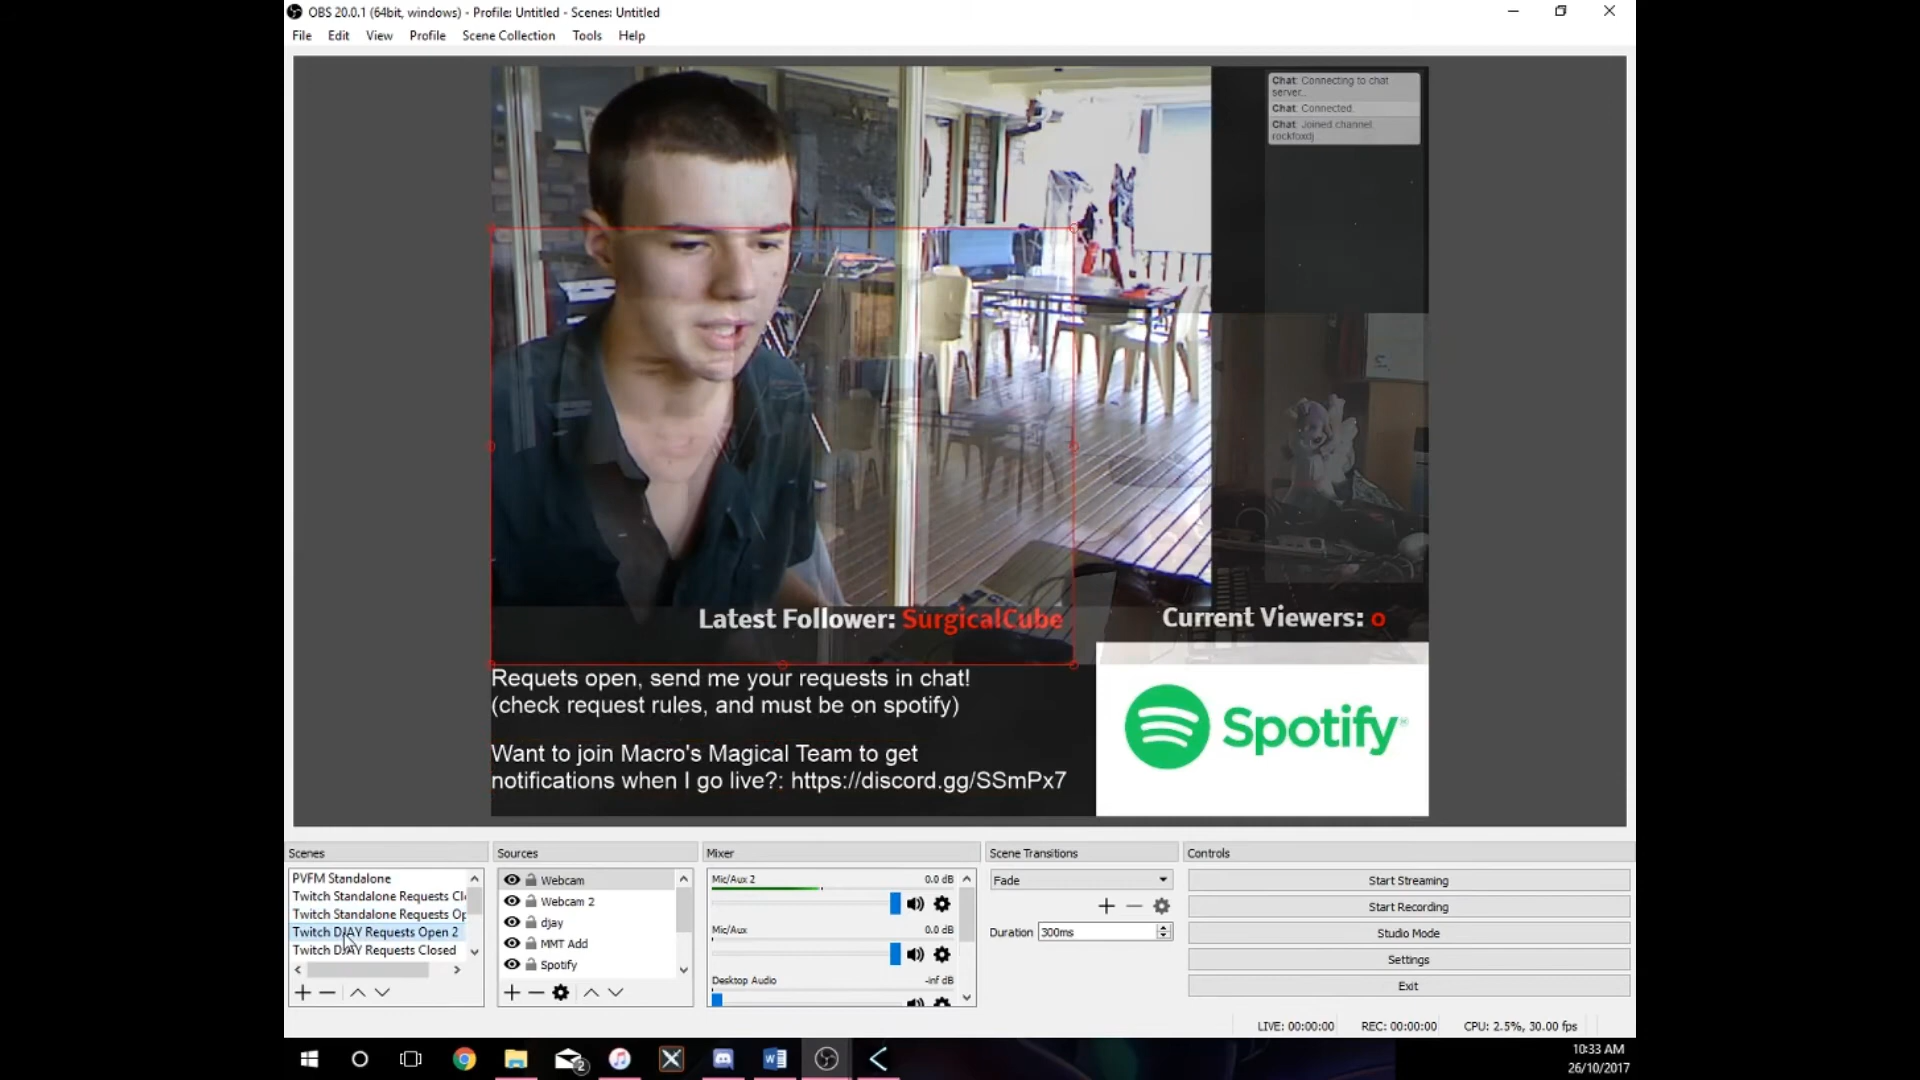 OBS 20.0.1 (64bit, windows) - Profile: Untitled - Scenes: Untitled
File Edit View Profile Scene Collection Tools Help
Chat: Connecting to chat
server..
Chat: Connected.
Chat: Joined channel
rockfoxdj
Latest Follower: SurgicalCube
Current Viewers: 0
Requets open, send me your requests in chat!
(check request rules, and must be on spotify)
Want to join Macro's Magical Team to get
notifications when I go live?: https://discord.gg/SSmPx7
Spotify
Scenes
PVFM Standalone
Twitch Standalone Requests Cl
Twitch Standalone Requests Op
Twitch DJAY Requests Open 2
Twitch DJAY Requests Closed
Sources
Webcam
Webcam 2
djay
MMT Add
Spotify
Mixer
Mic/Aux 2 0.0 dB
Mic/Aux 0.0 dB
Desktop Audio -inf dB
Scene Transitions
Fade
Duration 300ms
Controls
Start Streaming
Start Recording
Studio Mode
Settings
Exit
LIVE: 00:00:00 REC: 00:00:00 CPU: 2.5%, 30.00 fps
2
10:33 AM
26/10/2017